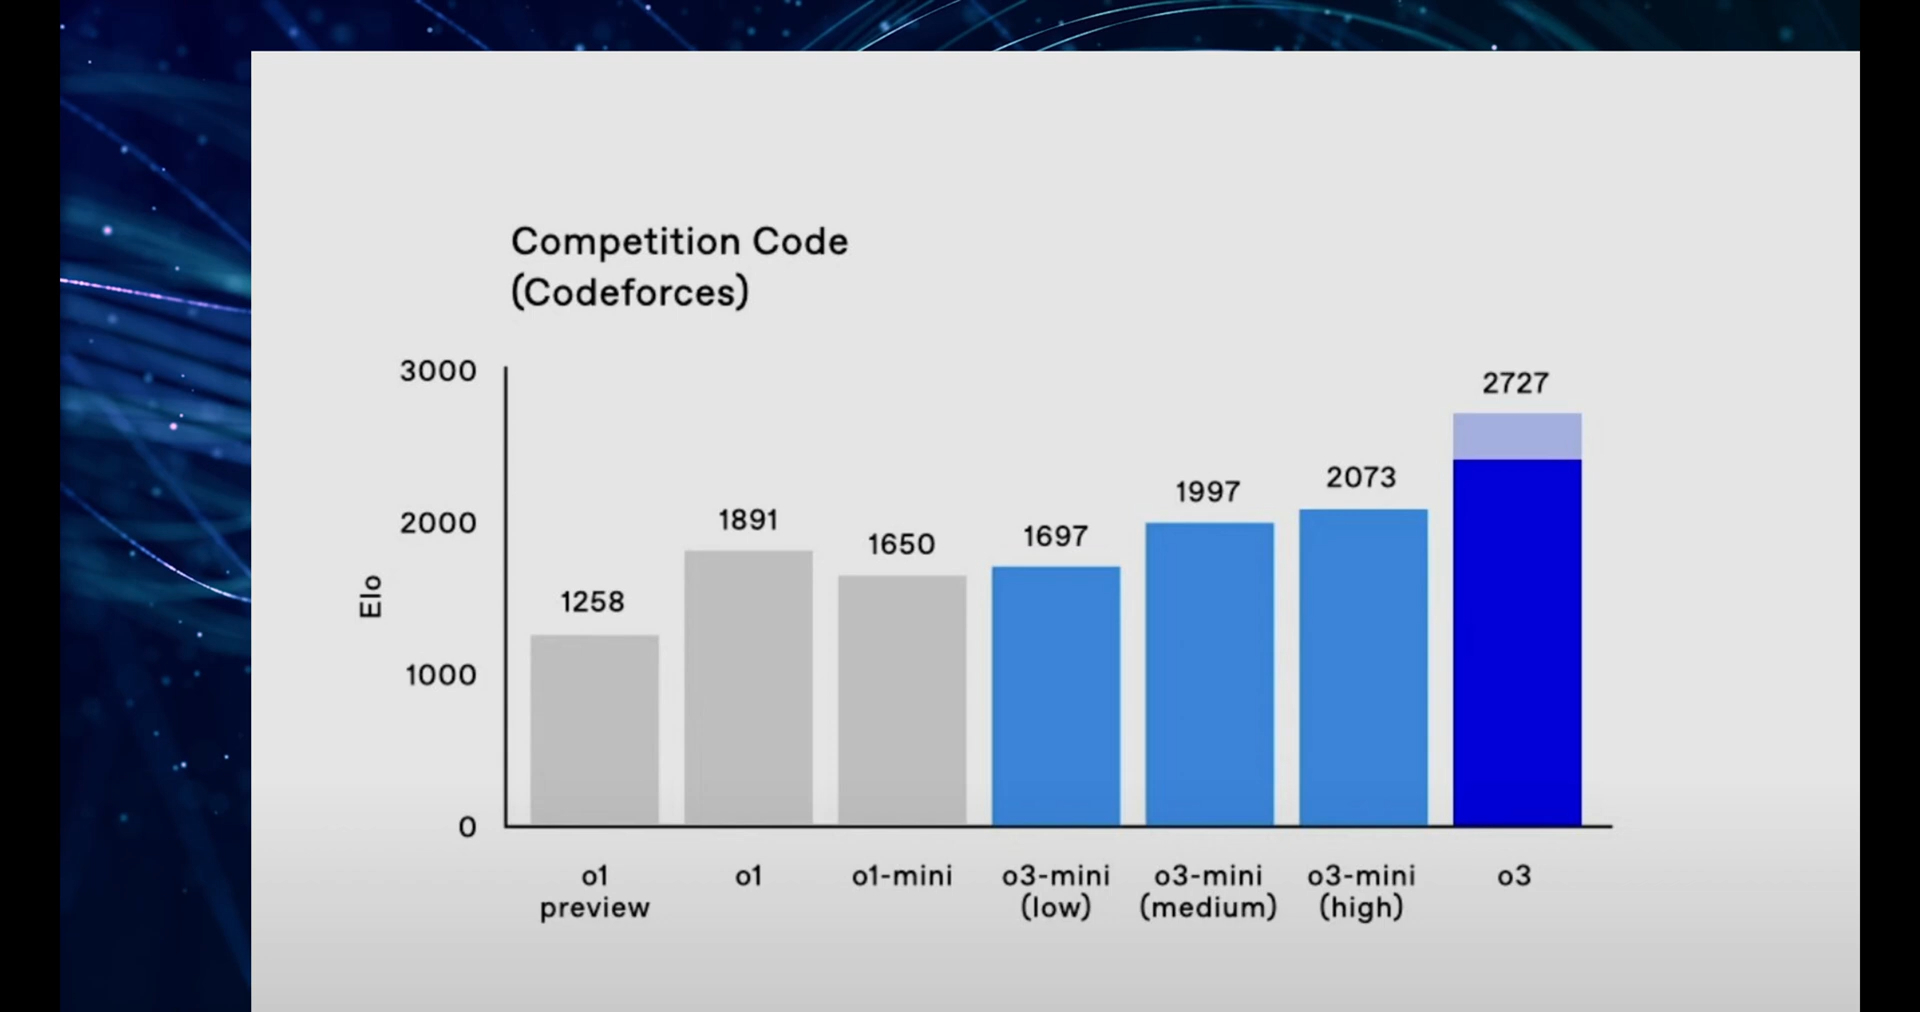 Competition Code
(Codeforces)
3000
2000
1000
0
Elo
1258
1891
1650
1697
1997
2073
2727
o1
preview
o1
o1-mini
o3-mini
(low)
o3-mini
(medium)
o3-mini
(high)
o3